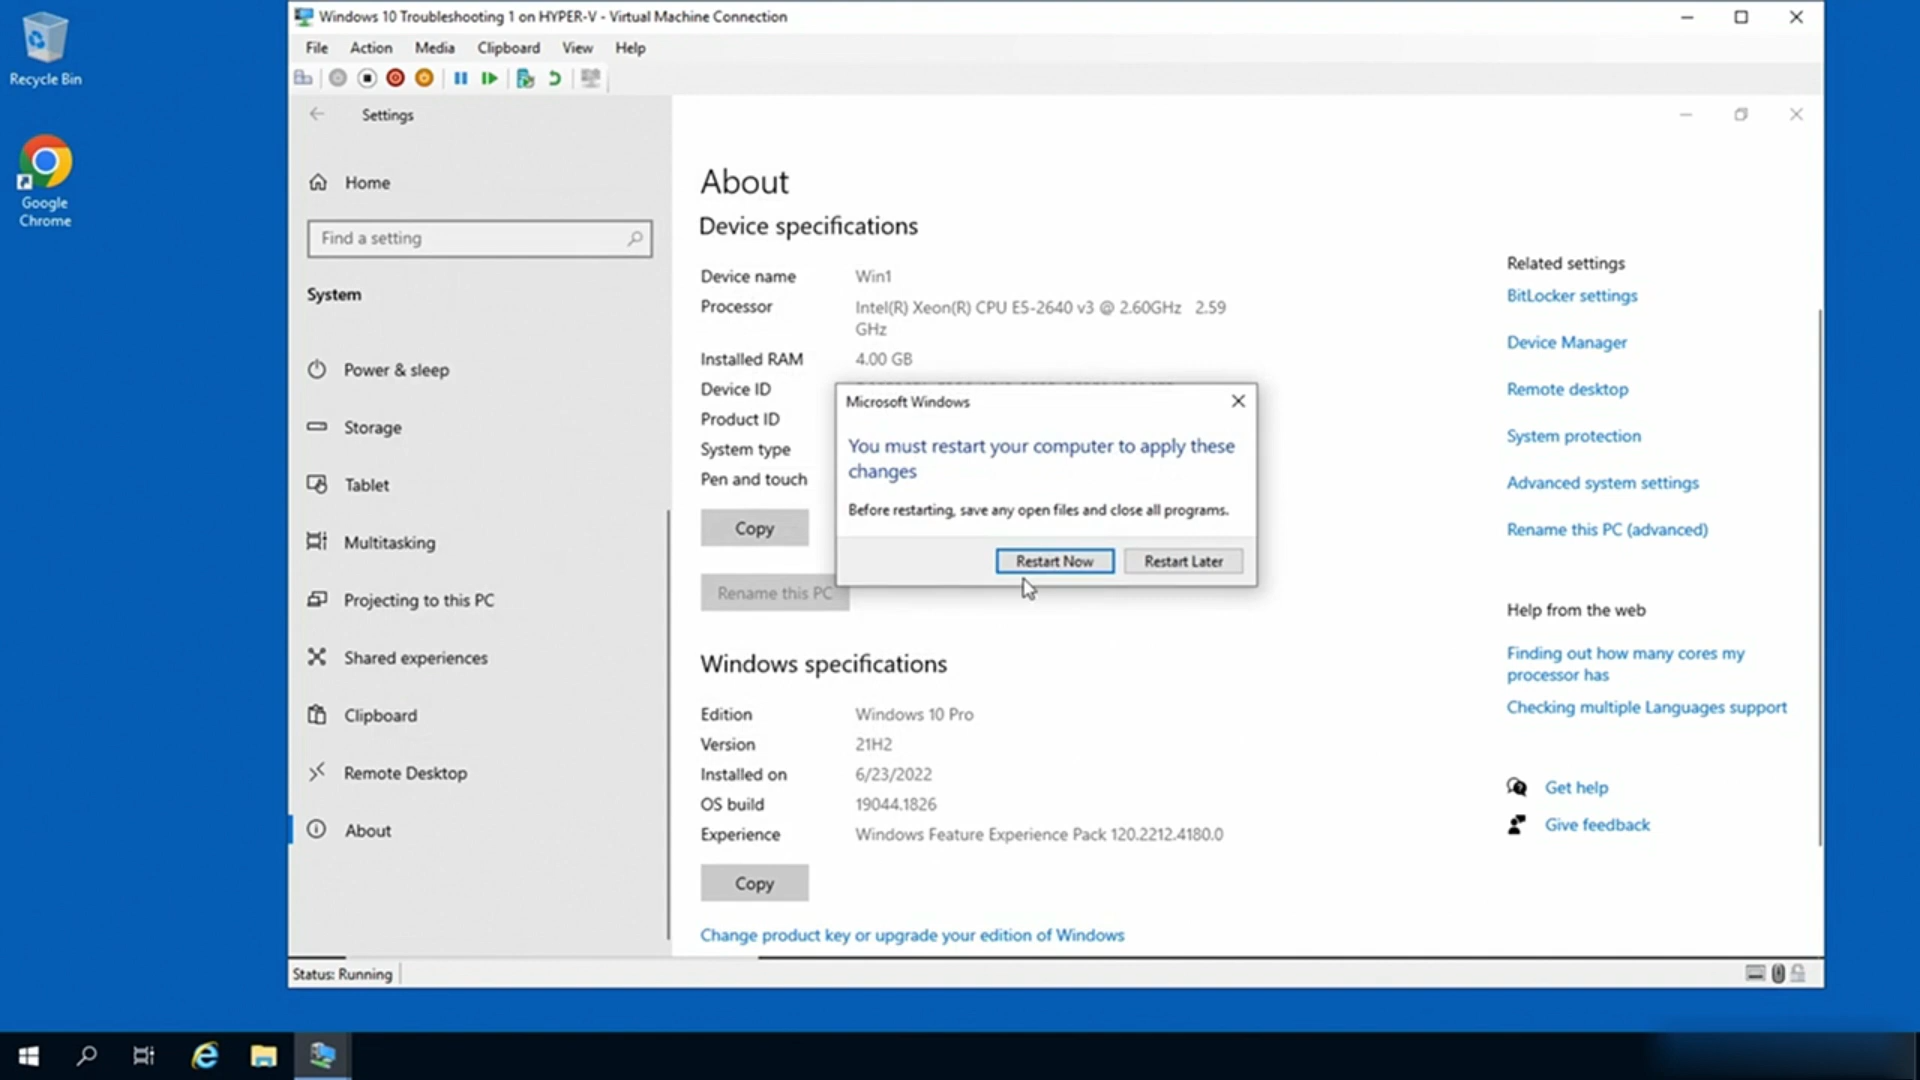 Recycle Bin
Google
Chrome
Windows 10 Troubleshooting 1 on HYPER-V - Virtual Machine Connection
File Action Media Clipboard View Help
Settings
Home
Find a setting
System
Power & sleep
Storage
Tablet
Multitasking
Projecting to this PC
Shared experiences
Clipboard
Remote Desktop
About
About
Device specifications
Device name Win1
Processor Intel(R) Xeon(R) CPU E5-2640 v3 @ 2.60GHz 2.59
GHz
Installed RAM 4.00 GB
Device ID
Product ID
System type
Pen and touch
Copy
Rename this PC
Microsoft Windows
You must restart your computer to apply these
changes
Before restarting, save any open files and close all programs.
Restart Now Restart Later
Windows specifications
Edition Windows 10 Pro
Version 21H2
Installed on 6/23/2022
OS build 19044.1826
Experience Windows Feature Experience Pack 120.2212.4180.0
Copy
Change product key or upgrade your edition of Windows
Related settings
BitLocker settings
Device Manager
Remote desktop
System protection
Advanced system settings
Rename this PC (advanced)
Help from the web
Finding out how many cores my
processor has
Checking multiple Languages support
Get help
Give feedback
Status: Running